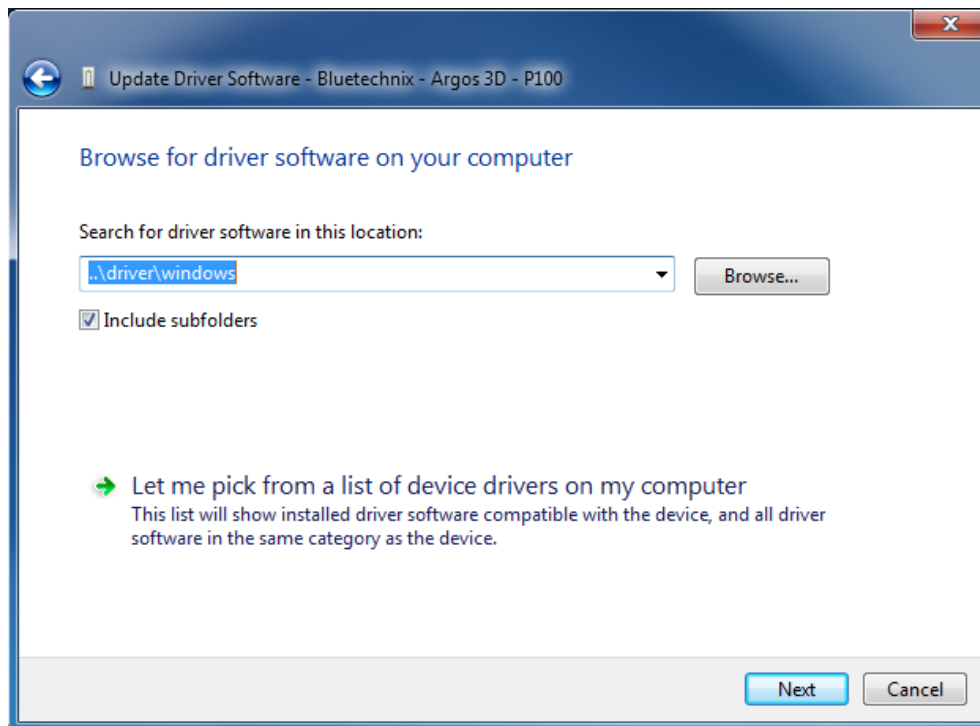 Update Driver Software - Bluetechnix - Argos 3D - P100
Browse for driver software on your computer
Search for driver software in this location:
..\driver\windows
Browse...
Include subfolders
Let me pick from a list of device drivers on my computer
This list will show installed driver software compatible with the device, and all driver
software in the same category as the device.
Next
Cancel